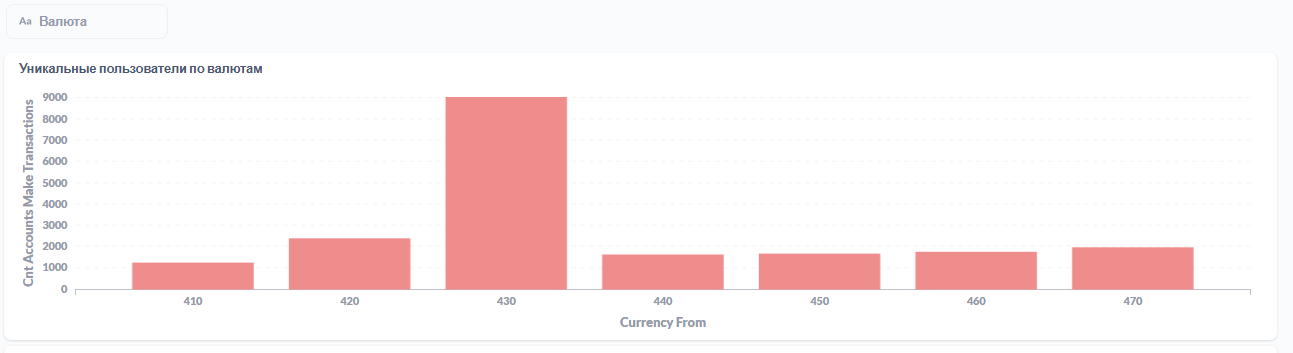 Aa Валюта
Уникальные пользователи по валютам
Cnt Accounts Make Transactions
9000
8000
7000
6000
5000
4000
3000
2000
1000
0
410 420 430 440 450 460 470
Currency From